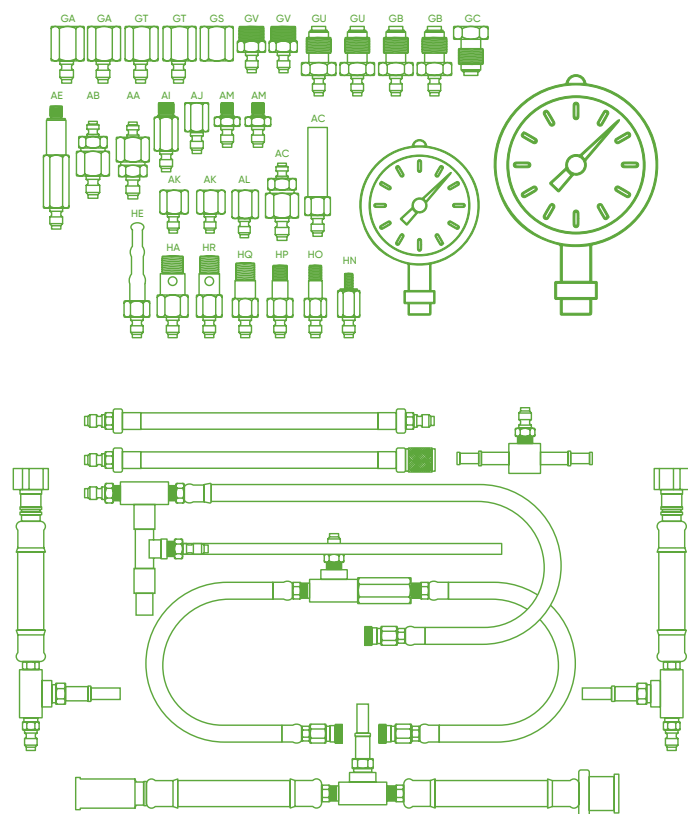 GA GA GT GT GS GV GV GU GU GB GB GC
AE AB AA AI AJ AM AM
AC
AC
AK AK AL
HE
HA HR HQ HP HO HN